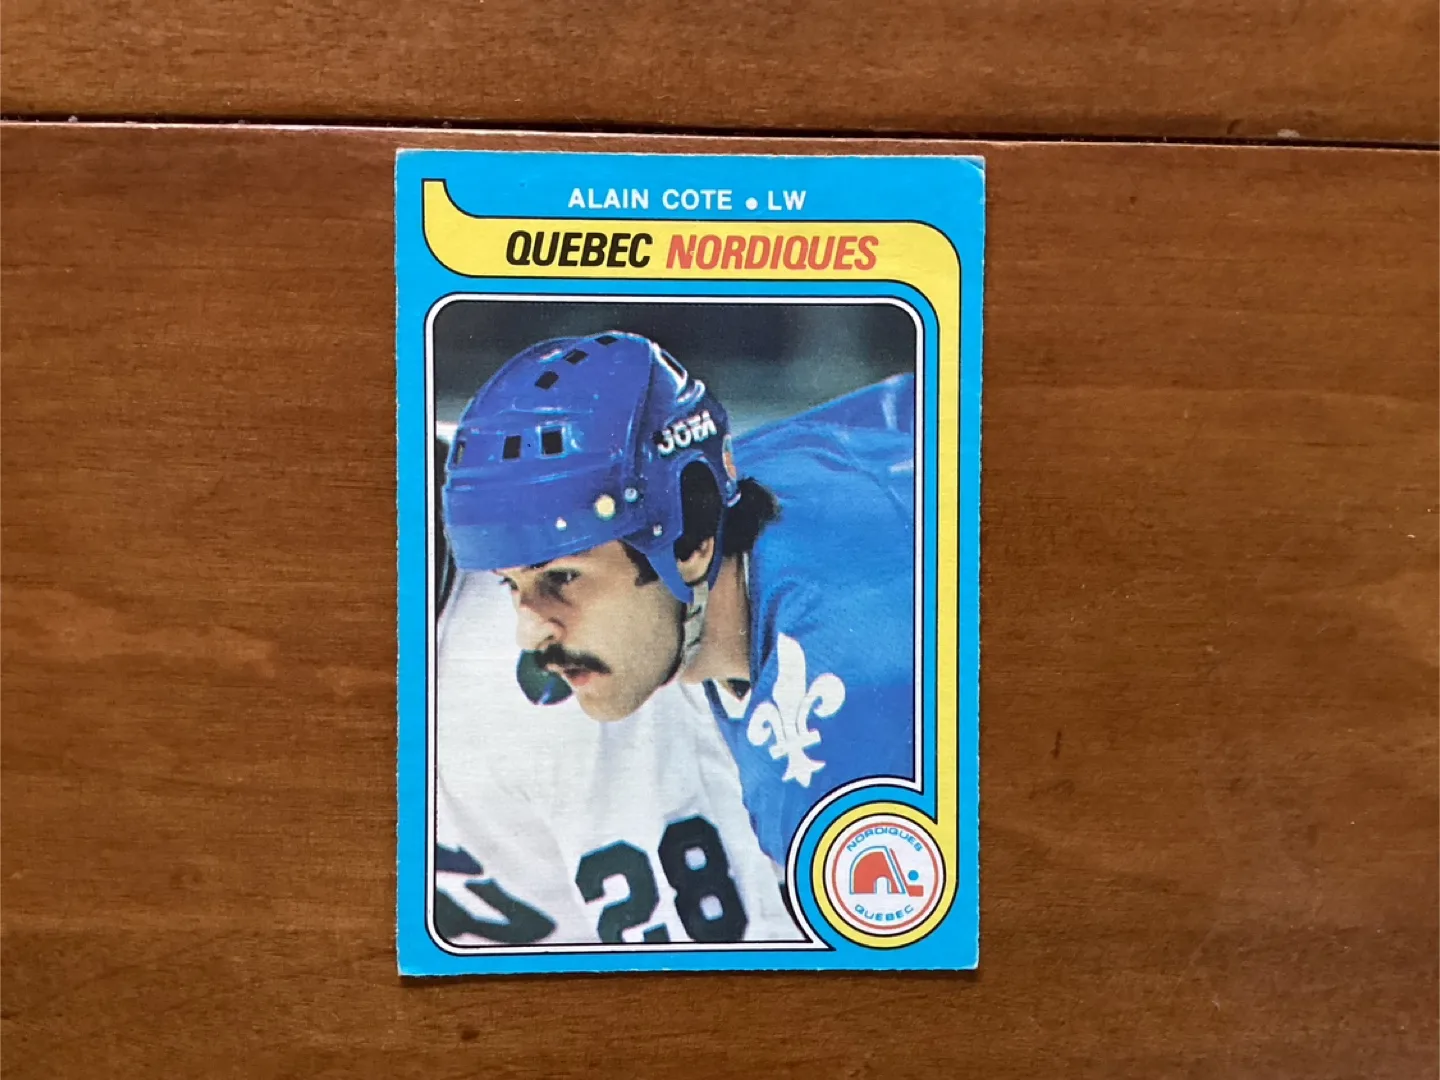 ALAIN COTE • LW
QUEBEC NORDIQUES
JOFA
28
NORDIQUES
QUEBEC